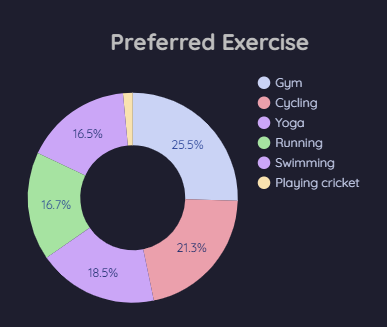 Preferred Exercise
Gym
Cycling
Yoga
Running
Swimming
Playing cricket
25.5%
21.3%
18.5%
16.7%
16.5%